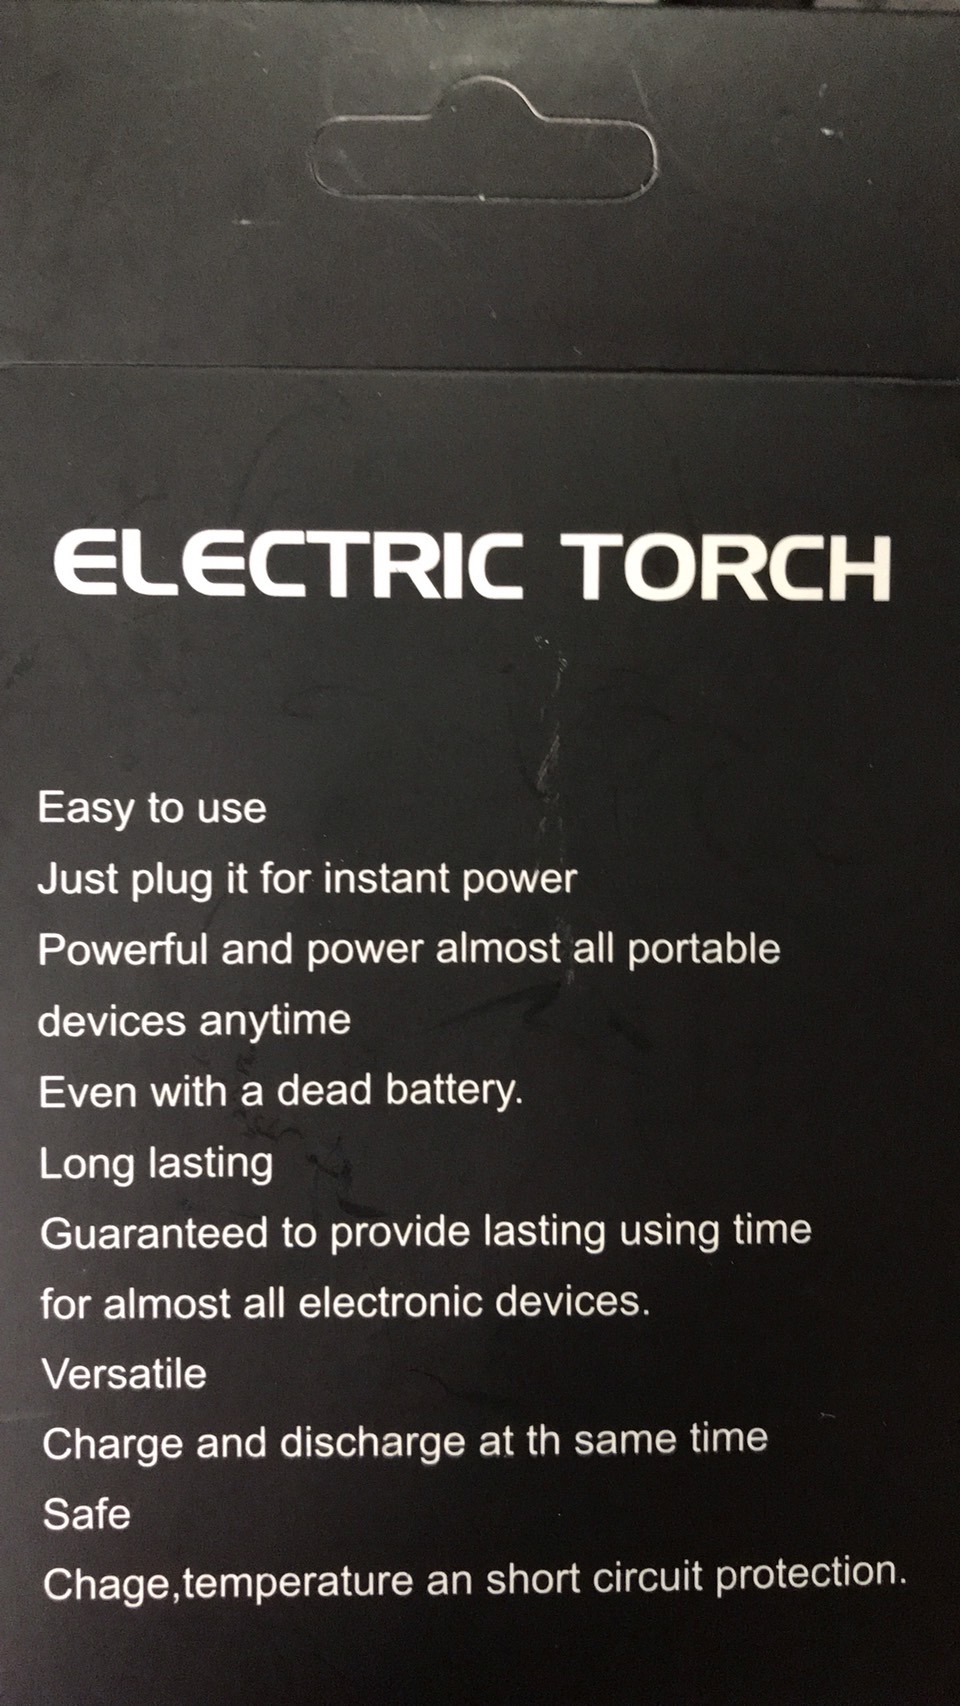 ELECTRIC TORCH
Easy to use
Just plug it for instant power
Powerful and power almost all portable
devices anytime
Even with a dead battery.
Long lasting
Guaranteed to provide lasting using time
for almost all electronic devices.
Versatile
Charge and discharge at th same time
Safe
Chage,temperature an short circuit protection.